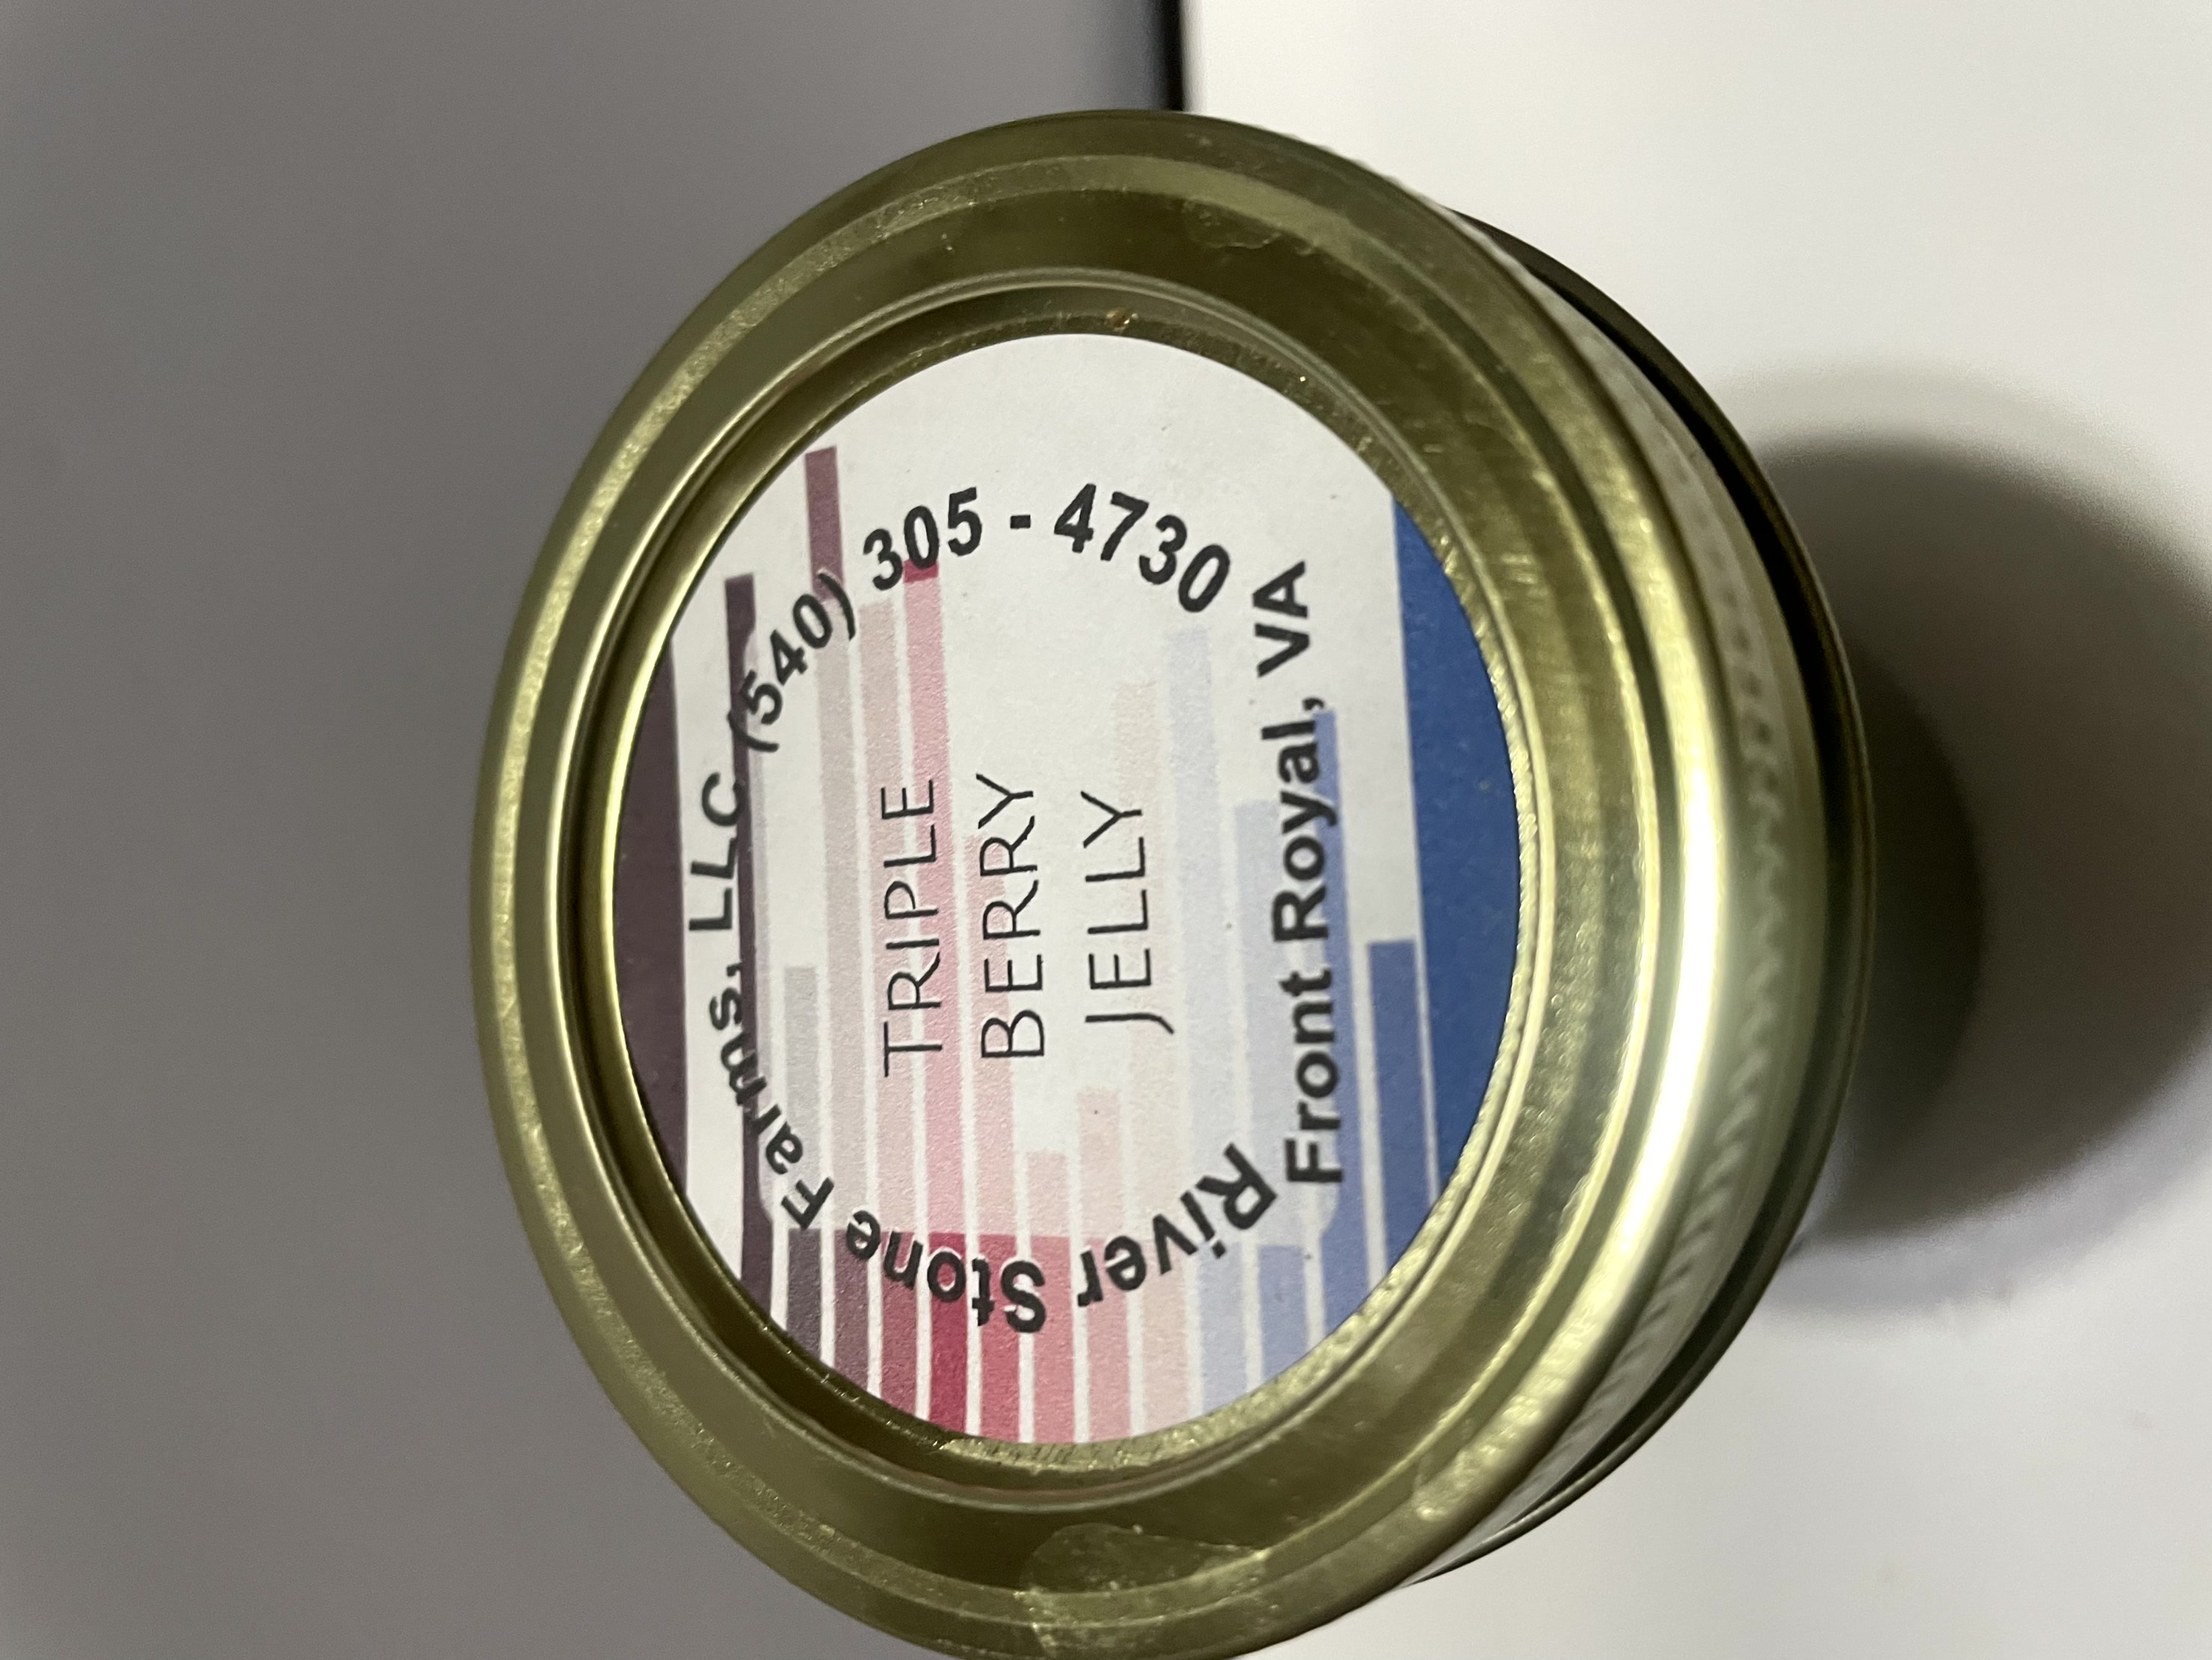 River Stone Farms, LLC (540) 305 - 4730
TRIPLE
BERRY
JELLY
Front Royal, VA